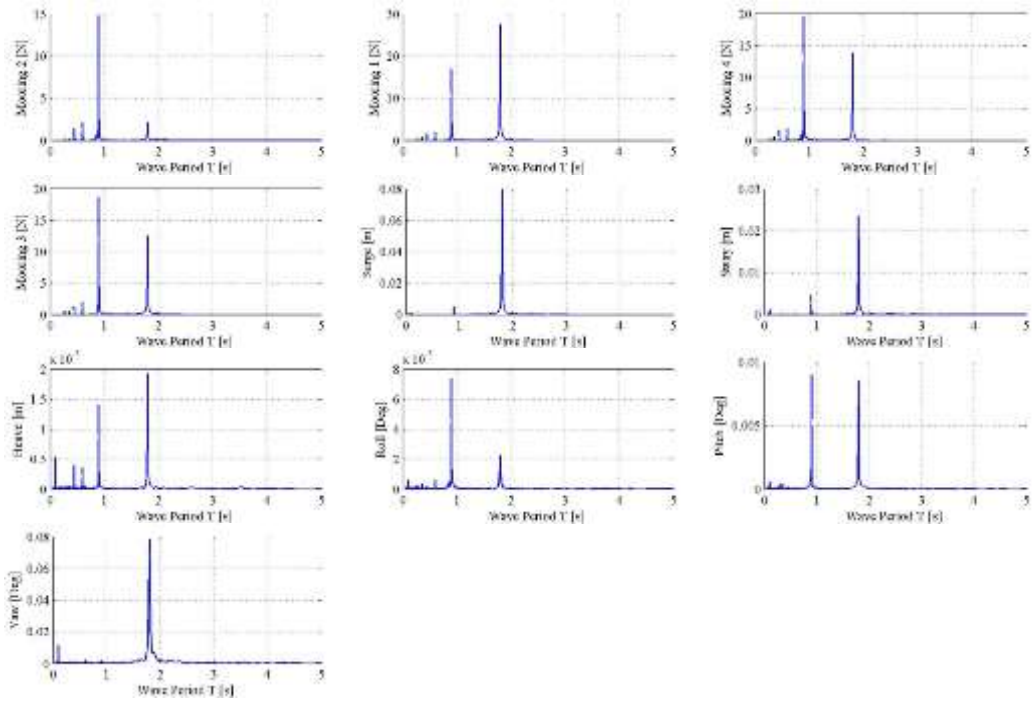 15
10
5
0
Mooring 2 [N]
0 1 2 3 4 5
Wave Period T [s]
30
20
10
0
Mooring 1 [N]
0 1 2 3 4 5
Wave Period T [s]
20
15
10
5
0
Mooring 4 [N]
0 1 2 3 4 5
Wave Period T [s]
20
15
10
5
0
Mooring 3 [N]
0 1 2 3 4 5
Wave Period T [s]
0.08
0.06
0.04
0.02
0
Surge [m]
0 1 2 3 4 5
Wave Period T [s]
0.03
0.02
0.01
0
Sway [m]
0 1 2 3 4 5
Wave Period T [s]
2
1.5
1
0.5
0
Heave [m]
0 1 2 3 4 5
Wave Period T [s]
8
6
4
2
0
Roll [Deg]
0 1 2 3 4 5
Wave Period T [s]
0.01
0.005
0
Pitch [Deg]
0 1 2 3 4 5
Wave Period T [s]
0.08
0.06
0.04
0.02
0
Yaw [Deg]
0 1 2 3 4 5
Wave Period T [s]